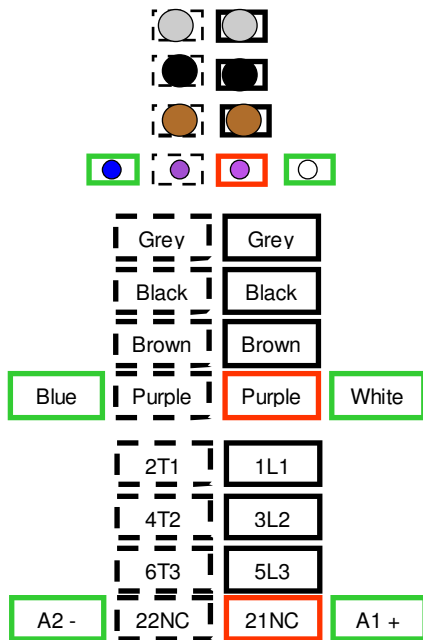 Grey Grey
Black Black
Brown Brown
Blue Purple Purple White
2T1 1L1
4T2 3L2
6T3 5L3
A2 - 22NC 21NC A1 +